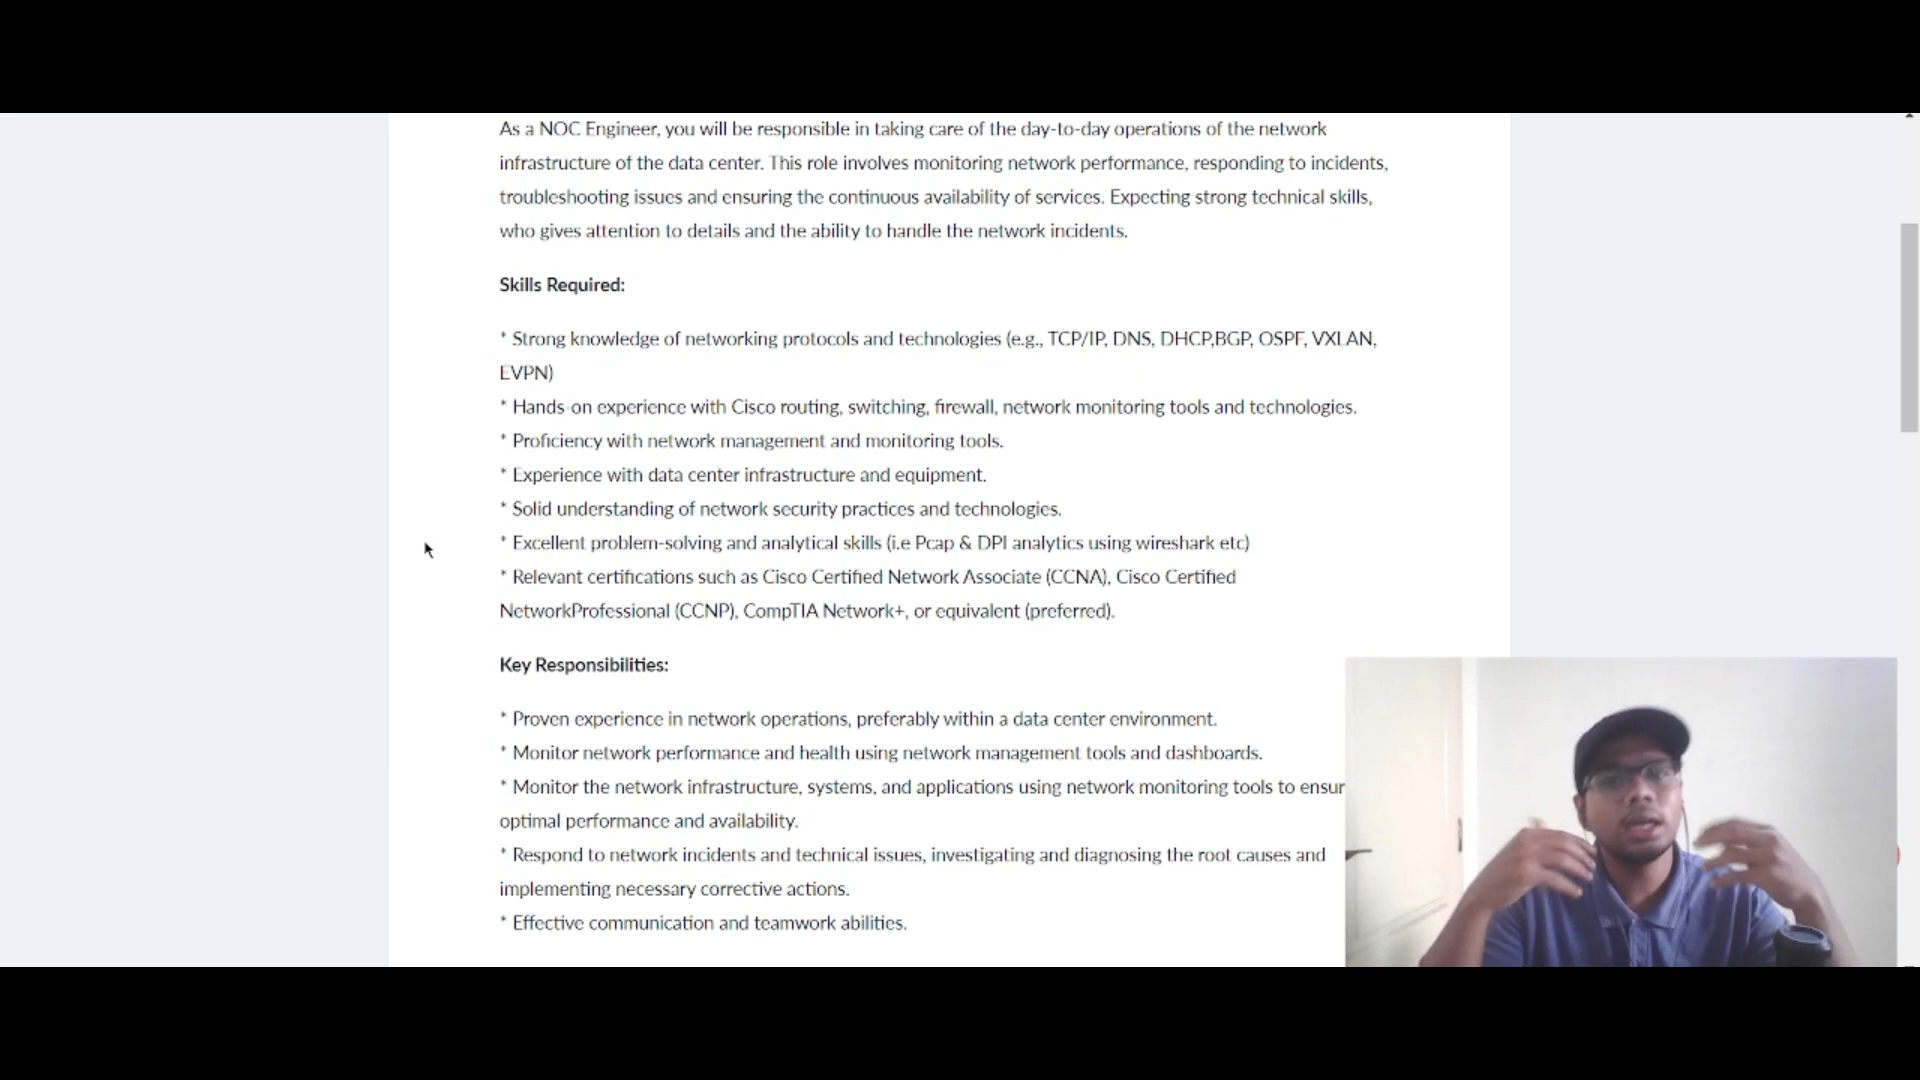 As a NOC Engineer, you will be responsible in taking care of the day-to-day operations of the network
infrastructure of the data center. This role involves monitoring network performance, responding to incidents,
troubleshooting issues and ensuring the continuous availability of services. Expecting strong technical skills,
who gives attention to details and the ability to handle the network incidents.
Skills Required:
* Strong knowledge of networking protocols and technologies (e.g., TCP/IP, DNS, DHCP,BGP, OSPF, VXLAN,
EVPN)
* Hands-on experience with Cisco routing, switching, firewall, network monitoring tools and technologies.
* Proficiency with network management and monitoring tools.
* Experience with data center infrastructure and equipment.
* Solid understanding of network security practices and technologies.
* Excellent problem-solving and analytical skills (i.e Pcap & DPI analytics using wireshark etc)
* Relevant certifications such as Cisco Certified Network Associate (CCNA), Cisco Certified
NetworkProfessional (CCNP), CompTIA Network+, or equivalent (preferred).
Key Responsibilities:
* Proven experience in network operations, preferably within a data center environment.
* Monitor network performance and health using network management tools and dashboards.
* Monitor the network infrastructure, systems, and applications using network monitoring tools to ensur
optimal performance and availability.
* Respond to network incidents and technical issues, investigating and diagnosing the root causes and
implementing necessary corrective actions.
* Effective communication and teamwork abilities.